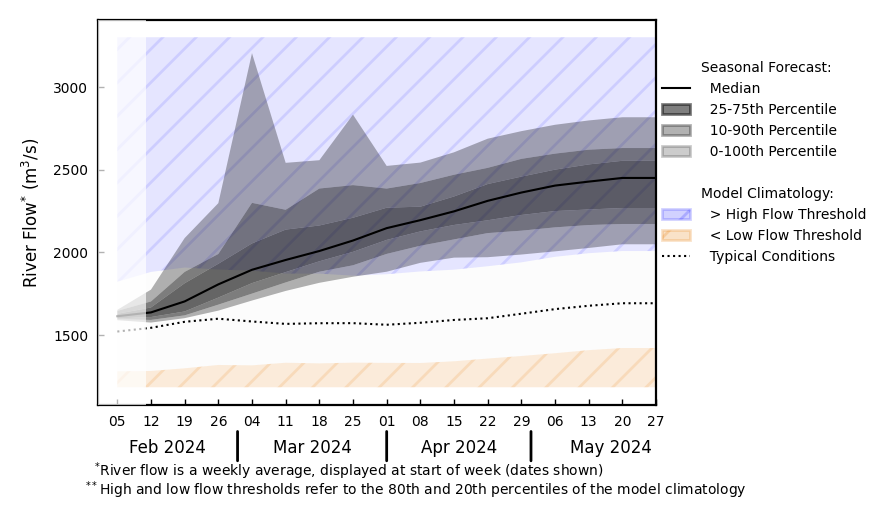 River Flow* (m³/s)
3000
2500
2000
1500
05 12 19 26 04 11 18 25 01 08 15 22 29 06 13 20 27
Feb 2024 Mar 2024 Apr 2024 May 2024
*River flow is a weekly average, displayed at start of week (dates shown)
**High and low flow thresholds refer to the 80th and 20th percentiles of the model climatology
Seasonal Forecast:
Median
25-75th Percentile
10-90th Percentile
0-100th Percentile
Model Climatology:
> High Flow Threshold
< Low Flow Threshold
Typical Conditions